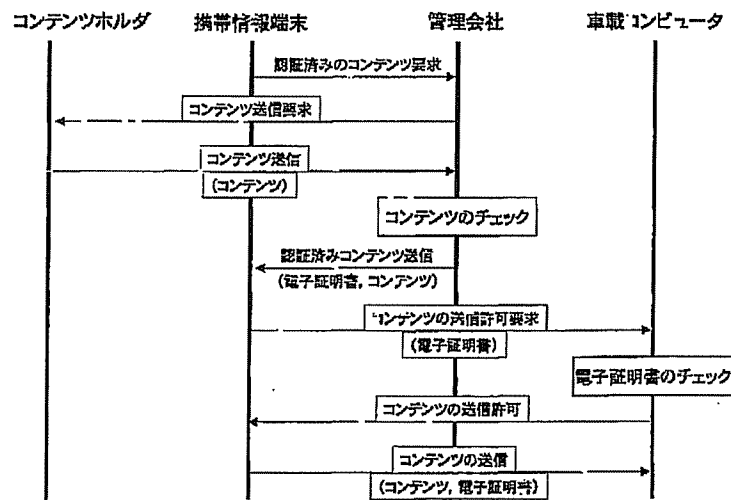 コンテンツホルダ 携帯情報端末 管理会社 車載コンピュータ
認証済みのコンテンツ要求
コンテンツ送信要求
コンテンツ送信
(コンテンツ)
コンテンツのチェック
認証済みコンテンツ送信
(電子証明書, コンテンツ)
コンテンツの送信許可要求
(電子証明書)
電子証明書のチェック
コンテンツの送信許可
コンテンツの送信
(コンテンツ, 電子証明書)